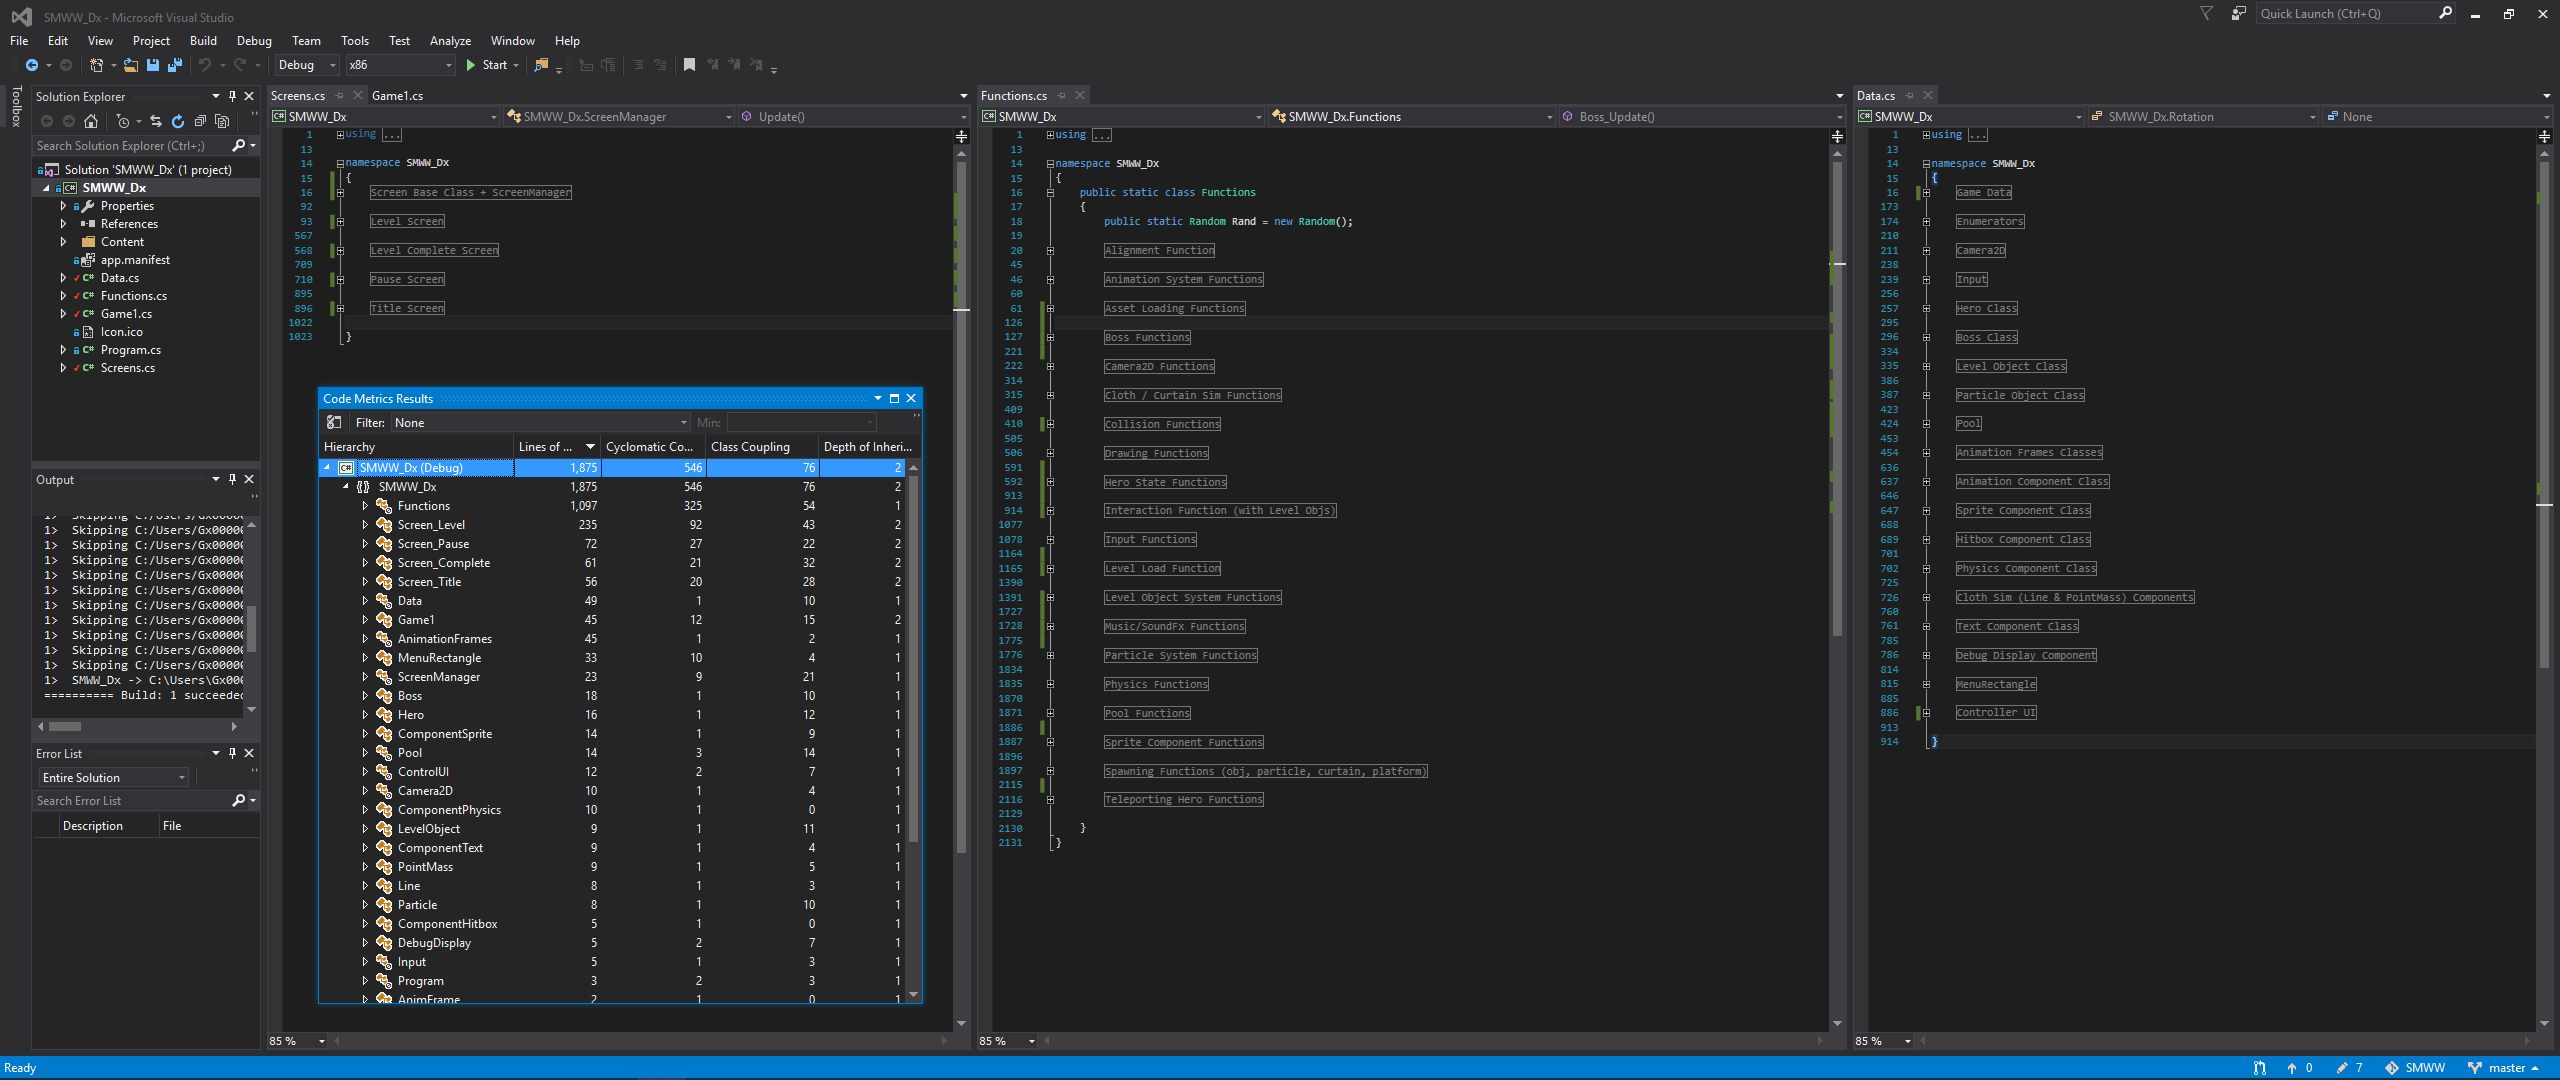 SMWW_Dx - Microsoft Visual Studio
Quick Launch (Ctrl+Q)
File Edit View Project Build Debug Team Tools Test Analyze Window Help
Debug x86 Start
Toolbox
Solution Explorer
Search Solution Explorer (Ctrl+;)
Solution 'SMWW_Dx' (1 project)
C# SMWW_Dx
Properties
References
Content
app.manifest
C# Data.cs
C# Functions.cs
C# Game1.cs
Icon.ico
C# Program.cs
C# Screens.cs
Output
1> Skipping C:/Users/Gx0000
1> Skipping C:/Users/Gx0000
1> Skipping C:/Users/Gx0000
1> Skipping C:/Users/Gx0000
1> Skipping C:/Users/Gx0000
1> Skipping C:/Users/Gx0000
1> Skipping C:/Users/Gx0000
1> Skipping C:/Users/Gx0000
1> Skipping C:/Users/Gx0000
1> Skipping C:/Users/Gx0000
1> Skipping C:/Users/Gx0000
1> SMWW_Dx -> C:\Users\Gx000
========== Build: 1 succeeded
Error List
Entire Solution
Search Error List
Description File
Screens.cs Game1.cs
C# SMWW_Dx SMWW_Dx.ScreenManager Update()
1 using ...
13
14 namespace SMWW_Dx
15 {
16 Screen Base Class + ScreenManager
92
93 Level Screen
567
568 Level Complete Screen
709
710 Pause Screen
895
896 Title Screen
1022
1023 }
Code Metrics Results
Filter: None Min:
Hierarchy Lines of ... Cyclomatic Co... Class Coupling Depth of Inheri...
C# SMWW_Dx (Debug) 1,875 546 76 2
{} SMWW_Dx 1,875 546 76 2
Functions 1,097 325 54 1
Screen_Level 235 92 43 2
Screen_Pause 72 27 22 2
Screen_Complete 61 21 32 2
Screen_Title 56 20 28 2
Data 49 1 10 1
Game1 45 12 15 2
AnimationFrames 45 1 2 1
MenuRectangle 33 10 4 1
ScreenManager 23 9 21 1
Boss 18 1 10 1
Hero 16 1 12 1
ComponentSprite 14 1 9 1
Pool 14 3 14 1
ControlUI 12 2 7 1
Camera2D 10 1 4 1
ComponentPhysics 10 1 0 1
LevelObject 9 1 11 1
ComponentText 9 1 4 1
PointMass 9 1 5 1
Line 8 1 3 1
Particle 8 1 10 1
ComponentHitbox 5 1 0 1
DebugDisplay 5 2 7 1
Input 5 1 3 1
Program 3 2 3 1
AnimFrame 2 1 0 1
85 %
Functions.cs
C# SMWW_Dx SMWW_Dx.Functions Boss_Update()
1 using ...
13
14 namespace SMWW_Dx
15 {
16 public static class Functions
17 {
18 public static Random Rand = new Random();
19
20 Alignment Function
45
46 Animation System Functions
60
61 Asset Loading Functions
126
127 Boss Functions
221
222 Camera2D Functions
314
315 Cloth / Curtain Sim Functions
409
410 Collision Functions
505
506 Drawing Functions
591
592 Hero State Functions
913
914 Interaction Function (with Level Objs)
1077
1078 Input Functions
1164
1165 Level Load Function
1390
1391 Level Object System Functions
1727
1728 Music/SoundFx Functions
1775
1776 Particle System Functions
1834
1835 Physics Functions
1870
1871 Pool Functions
1886
1887 Sprite Component Functions
1896
1897 Spawning Functions (obj, particle, curtain, platform)
2115
2116 Teleporting Hero Functions
2129
2130 }
2131 }
85 %
Data.cs
C# SMWW_Dx SMWW_Dx.Rotation None
1 using ...
13
14 namespace SMWW_Dx
15 {
16 Game Data
173
174 Enumerators
210
211 Camera2D
238
239 Input
256
257 Hero Class
295
296 Boss Class
334
335 Level Object Class
386
387 Particle Object Class
423
424 Pool
453
454 Animation Frames Classes
636
637 Animation Component Class
646
647 Sprite Component Class
688
689 Hitbox Component Class
701
702 Physics Component Class
725
726 Cloth Sim (Line & PointMass) Components
760
761 Text Component Class
785
786 Debug Display Component
814
815 MenuRectangle
885
886 Controller UI
913
914 }
85 %
Ready 0 7 SMWW master